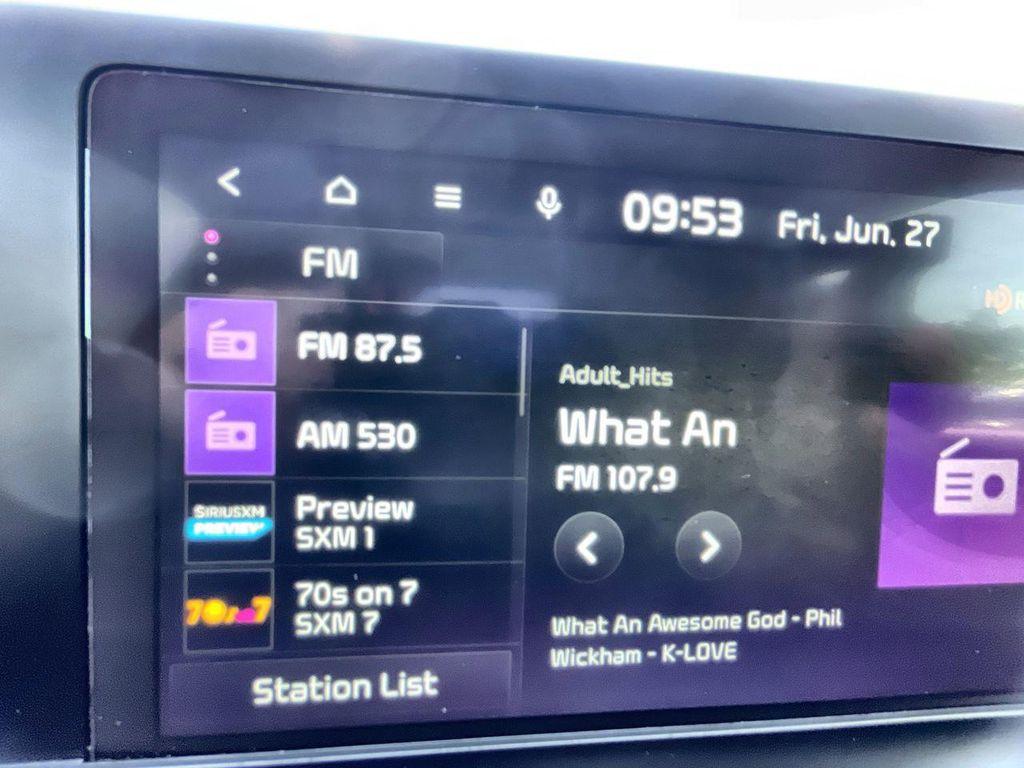 09:53 Fri, Jun. 27
FM
FM 87.5
AM 530
SIRIUSXM
PREVIEW
Preview
SXM 1
70s on 7
SXM 7
Station List
Adult_Hits
What An
FM 107.9
What An Awesome God - Phil
Wickham - K-LOVE